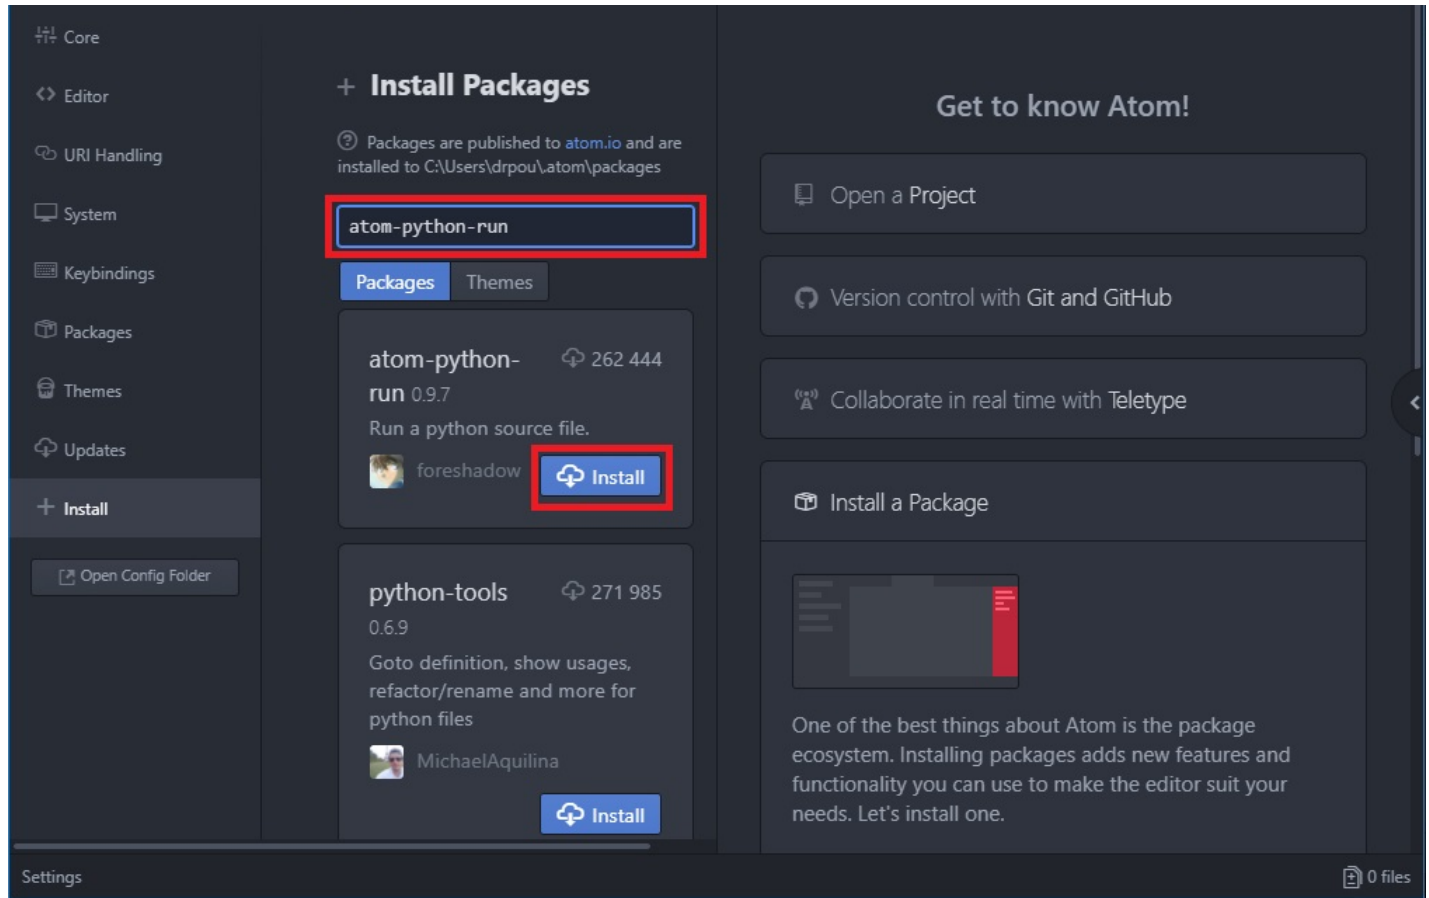 Core
Editor
URI Handling
System
Keybindings
Packages
Themes
Updates
Install
Open Config Folder
Install Packages
Packages are published to atom.io and are
installed to C:\Users\drpou\.atom\packages
atom-python-run
Packages Themes
atom-python- 262 444
run 0.9.7
Run a python source file.
foreshadow Install
python-tools 271 985
0.6.9
Goto definition, show usages,
refactor/rename and more for
python files
MichaelAquilina
Install
Get to know Atom!
Open a Project
Version control with Git and GitHub
Collaborate in real time with Teletype
Install a Package
One of the best things about Atom is the package
ecosystem. Installing packages adds new features and
functionality you can use to make the editor suit your
needs. Let's install one.
Settings 0 files